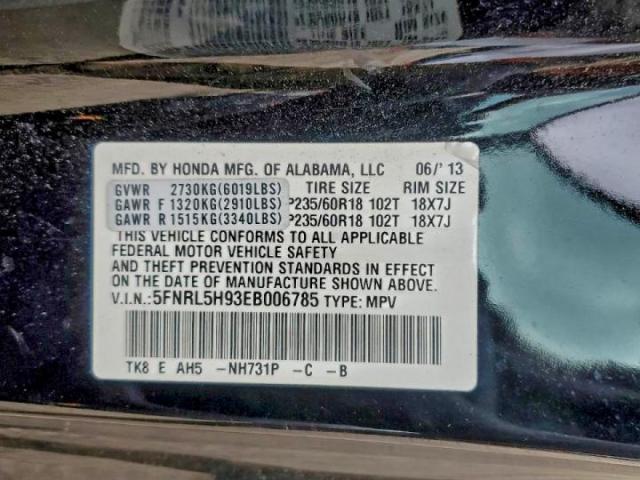 MFD. BY HONDA MFG. OF ALABAMA, LLC 06/'13
GVWR 2730KG(6019LBS) TIRE SIZE RIM SIZE
GAWR F 1320KG(2910LBS) P235/60R18 102T 18X7J
GAWR R 1515KG(3340LBS) P235/60R18 102T 18X7J
THIS VEHICLE CONFORMS TO ALL APPLICABLE
FEDERAL MOTOR VEHICLE SAFETY
AND THEFT PREVENTION STANDARDS IN EFFECT
ON THE DATE OF MANUFACTURE SHOWN ABOVE.
V.I.N.:5FNRL5H93EB006785 TYPE: MPV
TK8 E AH5 -NH731P -C -B